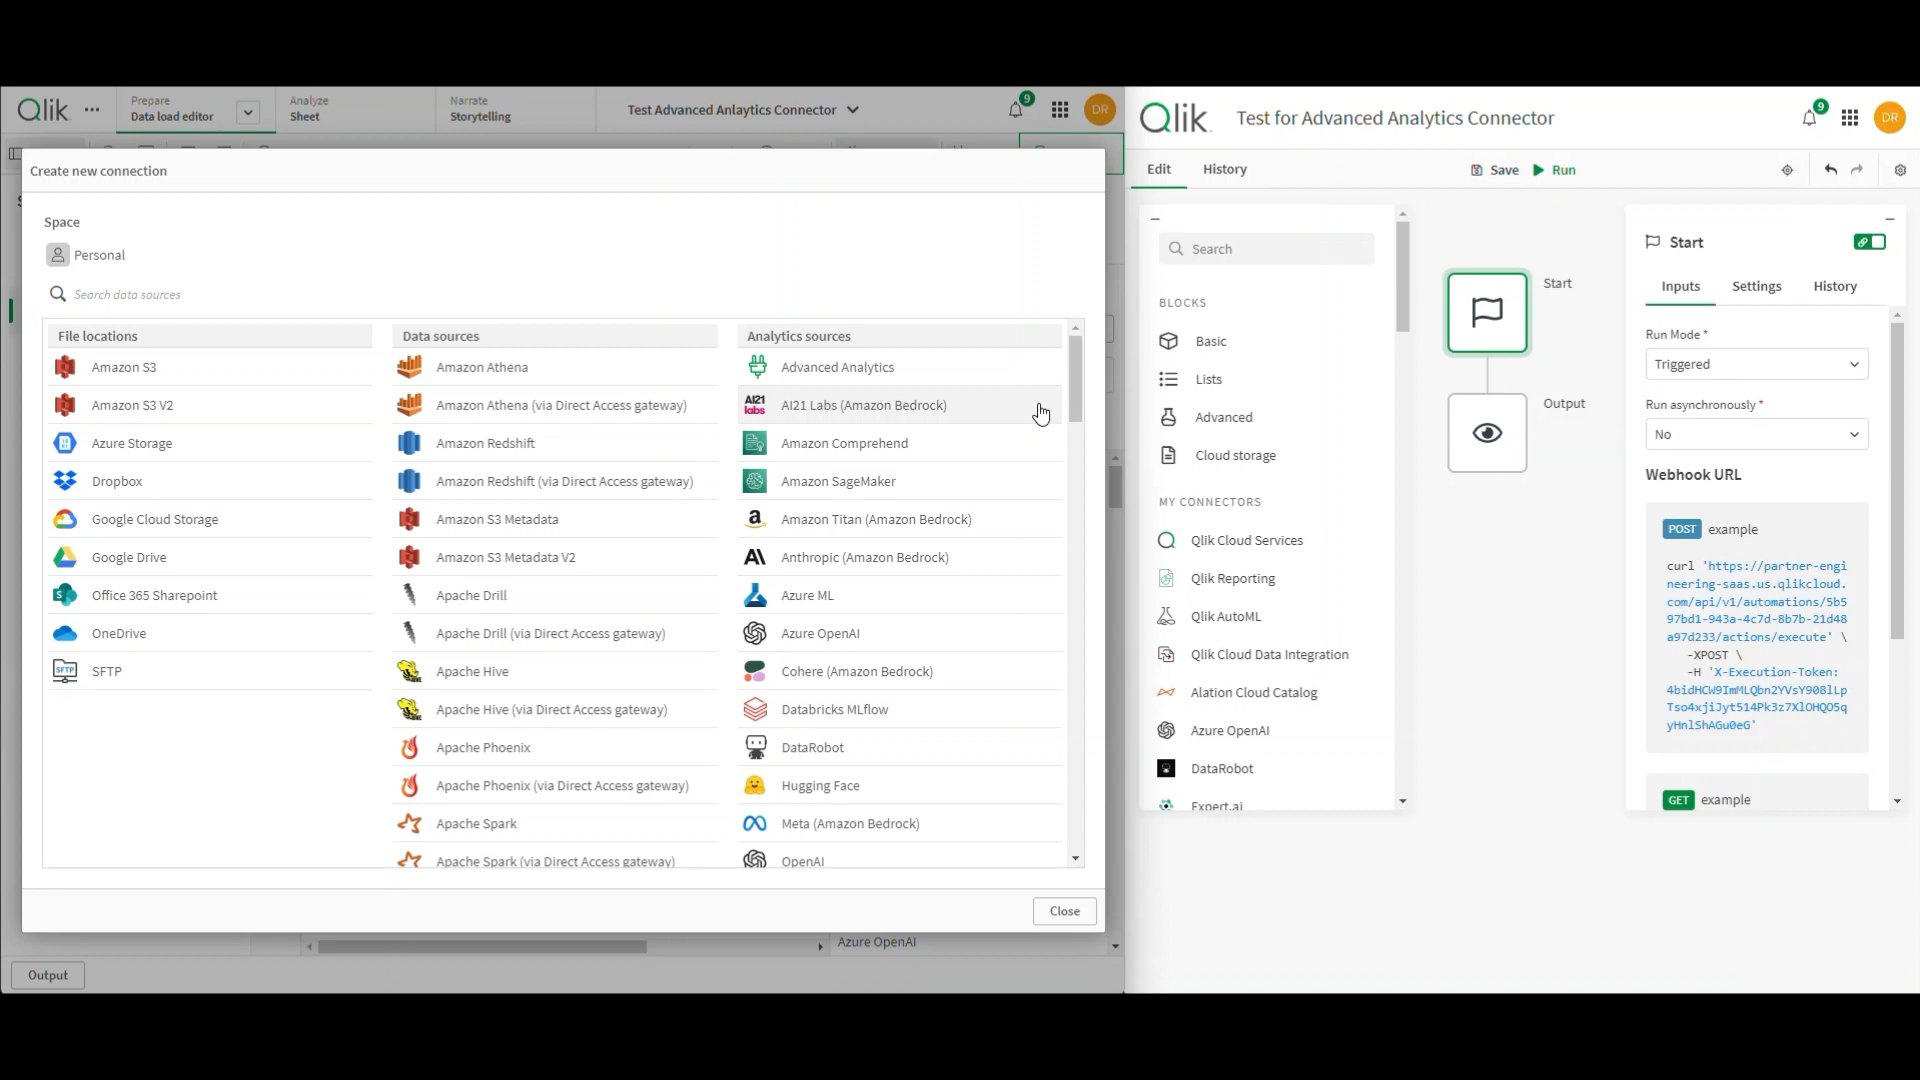 Qlik
Prepare
Data load editor
Analyze
Sheet
Narrate
Storytelling
Test Advanced Anlaytics Connector
9
DR
Create new connection
Space
Personal
Search data sources
File locations
Amazon S3
Amazon S3 V2
Azure Storage
Dropbox
Google Cloud Storage
Google Drive
Office 365 Sharepoint
OneDrive
SFTP
SFTP
Data sources
Amazon Athena
Amazon Athena (via Direct Access gateway)
Amazon Redshift
Amazon Redshift (via Direct Access gateway)
Amazon S3 Metadata
Amazon S3 Metadata V2
Apache Drill
Apache Drill (via Direct Access gateway)
Apache Hive
Apache Hive (via Direct Access gateway)
Apache Phoenix
Apache Phoenix (via Direct Access gateway)
Apache Spark
Apache Spark (via Direct Access gateway)
Analytics sources
Advanced Analytics
AI21 labs
AI21 Labs (Amazon Bedrock)
Amazon Comprehend
Amazon SageMaker
Amazon Titan (Amazon Bedrock)
Anthropic (Amazon Bedrock)
Azure ML
Azure OpenAI
Cohere (Amazon Bedrock)
Databricks MLflow
DataRobot
Hugging Face
Meta (Amazon Bedrock)
OpenAI
Close
Azure OpenAI
Output
Qlik
Test for Advanced Analytics Connector
9
DR
Edit
History
Save
Run
Search
BLOCKS
Basic
Lists
Advanced
Cloud storage
MY CONNECTORS
Qlik Cloud Services
Qlik Reporting
Qlik AutoML
Qlik Cloud Data Integration
Alation Cloud Catalog
Azure OpenAI
DataRobot
Expert.ai
Start
Output
Start
Inputs
Settings
History
Run Mode *
Triggered
Run asynchronously *
No
Webhook URL
POST example
curl 'https://partner-engi
neering-saas.us.qlikcloud.
com/api/v1/automations/5b5
97bd1-943a-4c7d-8b7b-21d48
a97d233/actions/execute' \
-XPOST \
-H 'X-Execution-Token:
4bidHCW9ImMLQbn2YVsY908lLp
Tso4xjiJyt514Pk3z7XlOHQO5q
yHnlShAGu0eG'
GET example